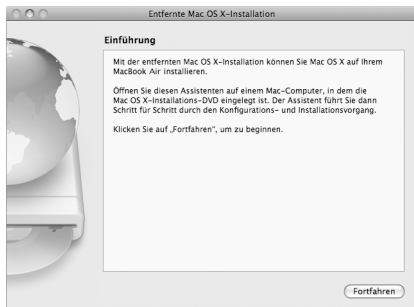 Entfernte Mac OS X-Installation
Einführung
Mit der entfernten Mac OS X-Installation können Sie Mac OS X auf Ihrem
MacBook Air installieren.
Öffnen Sie diesen Assistenten auf einem Mac-Computer, in dem die
Mac OS X-Installations-DVD eingelegt ist. Der Assistent führt Sie dann
Schritt für Schritt durch den Konfigurations- und Installationsvorgang.
Klicken Sie auf „Fortfahren“, um zu beginnen.
Fortfahren